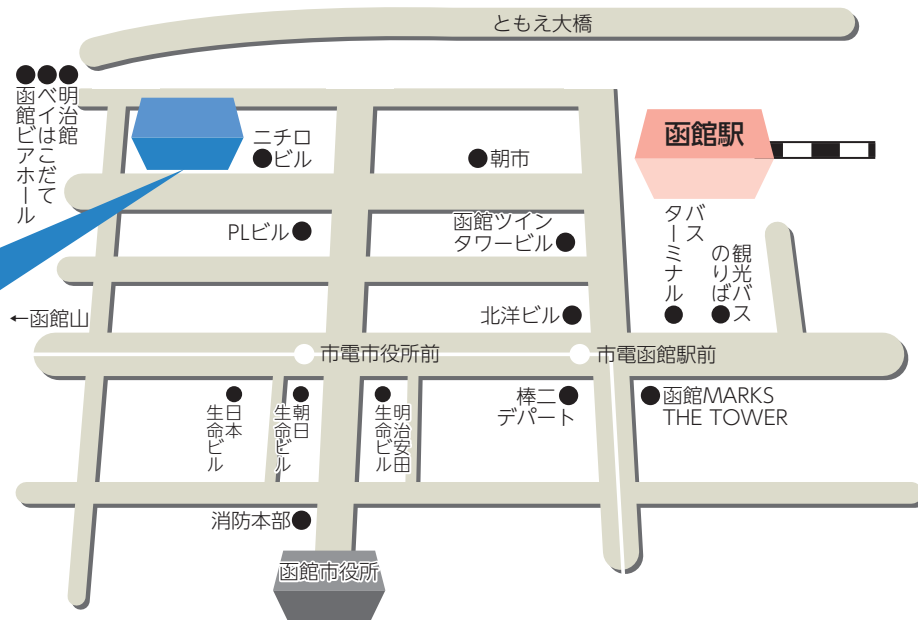 ともえ大橋
明治館
ベイはこだて
函館ビアホール
ニチロ
ビル
朝市
函館駅
PLビル
函館ツイン
タワービル
バス
ターミナル
観光バス
のりば
←函館山
北洋ビル
市電市役所前
市電函館駅前
日本
生命ビル
朝日
生命ビル
明治安田
生命ビル
棒二
デパート
函館MARKS
THE TOWER
消防本部
函館市役所